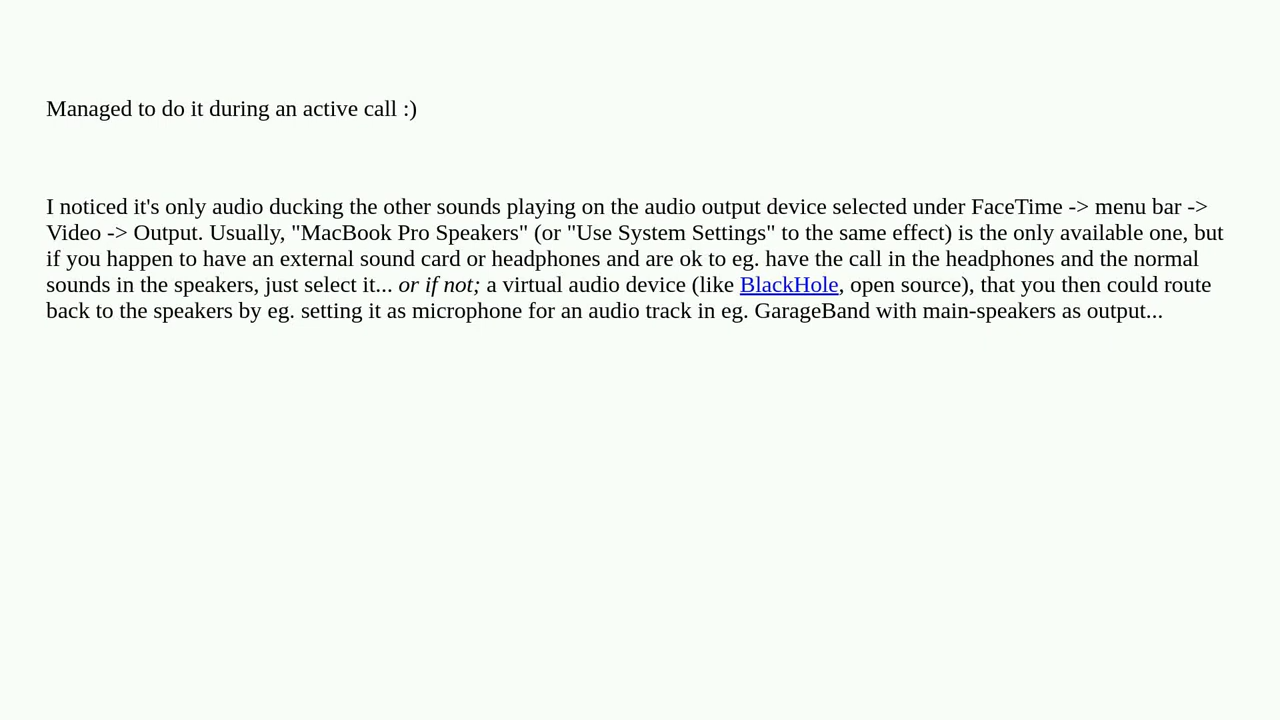 Managed to do it during an active call :)
I noticed it's only audio ducking the other sounds playing on the audio output device selected under FaceTime -> menu bar ->
Video -> Output. Usually, "MacBook Pro Speakers" (or "Use System Settings" to the same effect) is the only available one, but
if you happen to have an external sound card or headphones and are ok to eg. have the call in the headphones and the normal
sounds in the speakers, just select it... or if not; a virtual audio device (like BlackHole, open source), that you then could route
back to the speakers by eg. setting it as microphone for an audio track in eg. GarageBand with main-speakers as output...